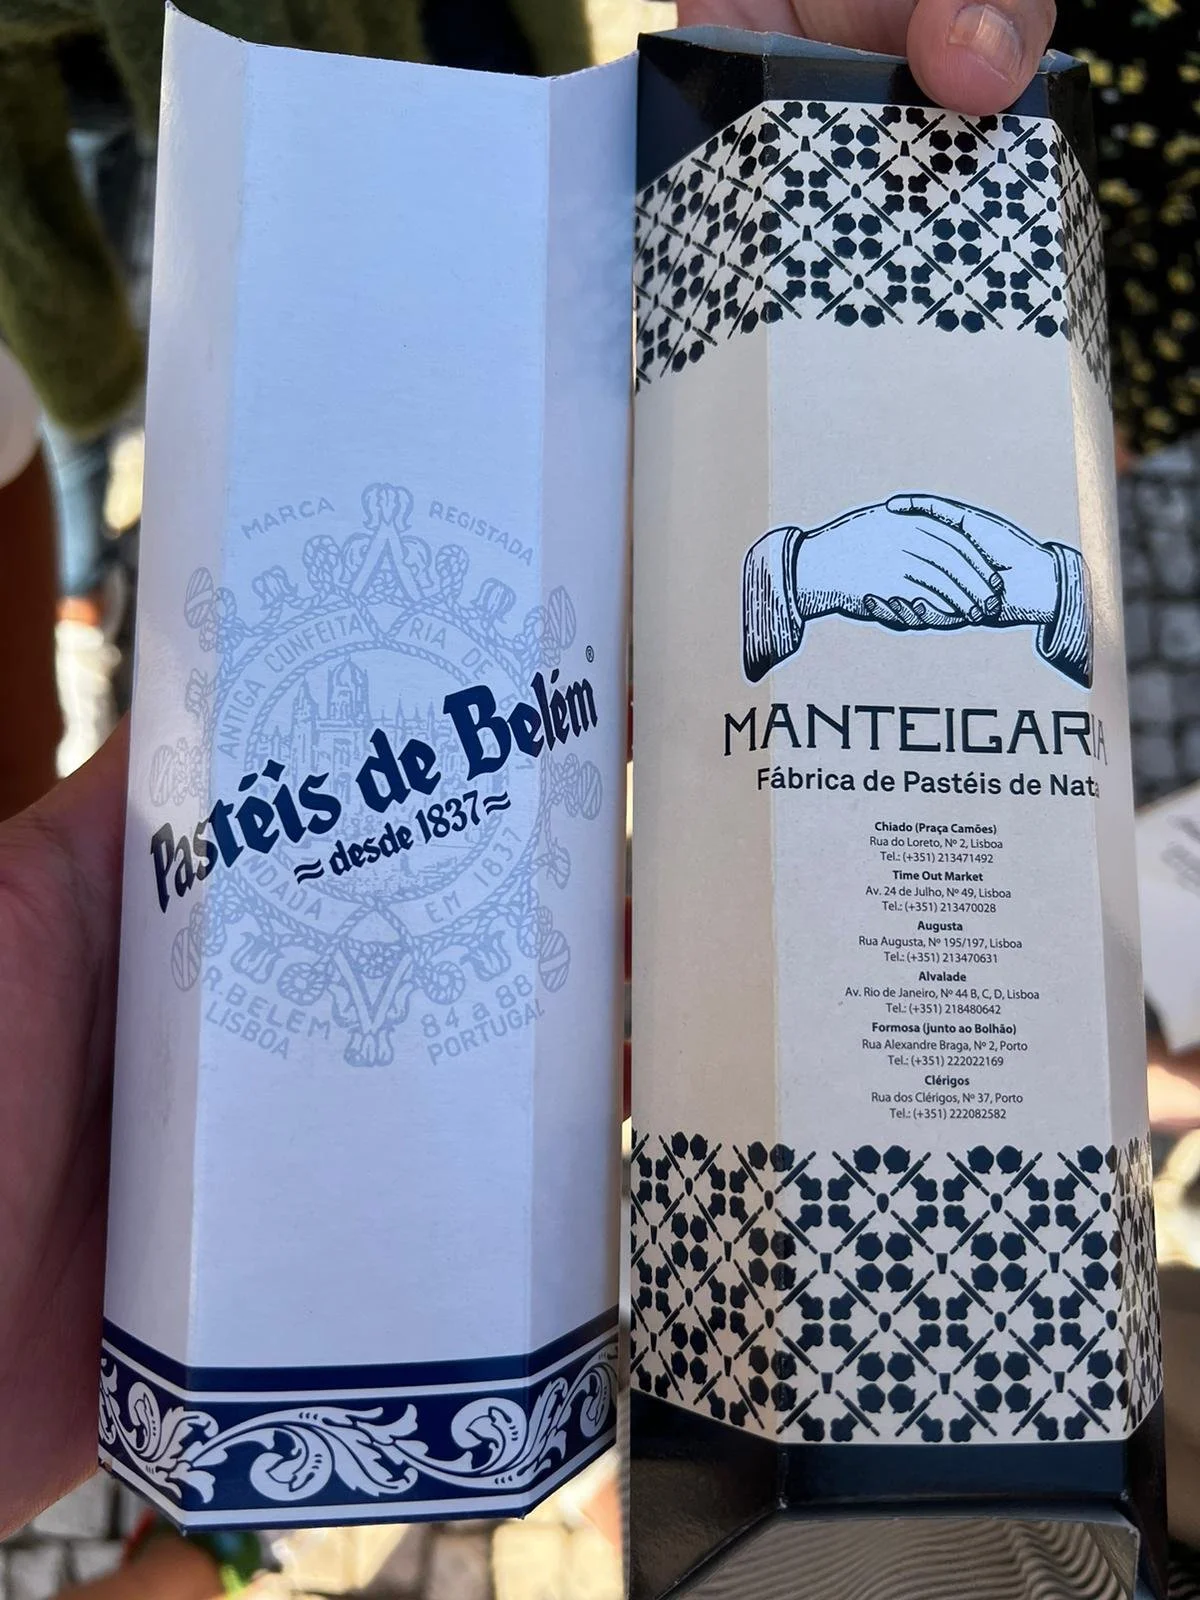 MARCA REGISTADA
ANTIGA CONFEITARIA DE
Pastéis de Belém®
≈desde 1837≈
EM 1837
R. BELEM 84 a 88
LISBOA PORTUGAL
MANTEIGARIA
Fábrica de Pastéis de Nata
Chiado (Praça Camões)
Rua do Loreto, Nº 2, Lisboa
Tel.: (+351) 213471492
Time Out Market
Av. 24 de Julho, Nº 49, Lisboa
Tel.: (+351) 213470028
Augusta
Rua Augusta, Nº 195/197, Lisboa
Tel.: (+351) 213470631
Alvalade
Av. Rio de Janeiro, Nº 44 B, C, D, Lisboa
Tel.: (+351) 218480642
Formosa (junto ao Bolhão)
Rua Alexandre Braga, Nº 2, Porto
Tel.: (+351) 222022169
Clérigos
Rua dos Clérigos, Nº 37, Porto
Tel.: (+351) 222082582